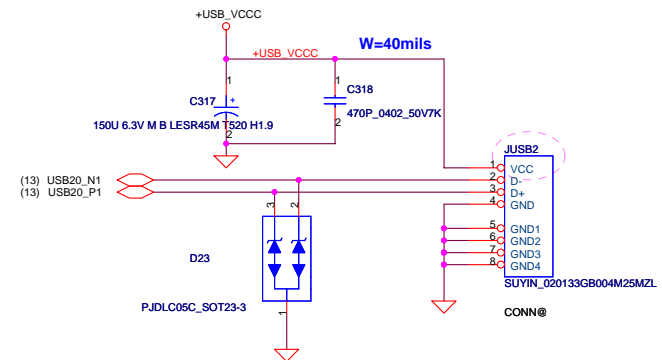 +USB_VCCC
+USB_VCCC
W=40mils
1
C317
+
150U 6.3V M B LESR45M T520 H1.9
2
1
C318
470P_0402_50V7K
2
JUSB2
1 VCC
2 D-
3 D+
4 GND
5 GND1
6 GND2
7 GND3
8 GND4
SUYIN_020133GB004M25MZL
CONN@
(13) USB20_N1
(13) USB20_P1
3
2
D23
PJDLC05C_SOT23-3
1